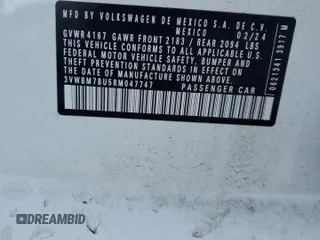 MFD BY VOLKSWAGEN DE MEXICO S.A. DE C.V.
MEXICO 02/24
GVWR 4167 GAWR FRONT 2183 / REAR 2094 LBS
THIS VEHICLE CONFORMS TO ALL APPLICABLE U.S.
FEDERAL MOTOR VEHICLE SAFETY, BUMPER, AND
THEFT PREVENTION STANDARDS IN EFFECT ON THE
DATE OF MANUFACTURE SHOWN ABOVE.
3VWBM7BU5RM047747 PASSENGER CAR
0621341 3917 M
DREAMBID